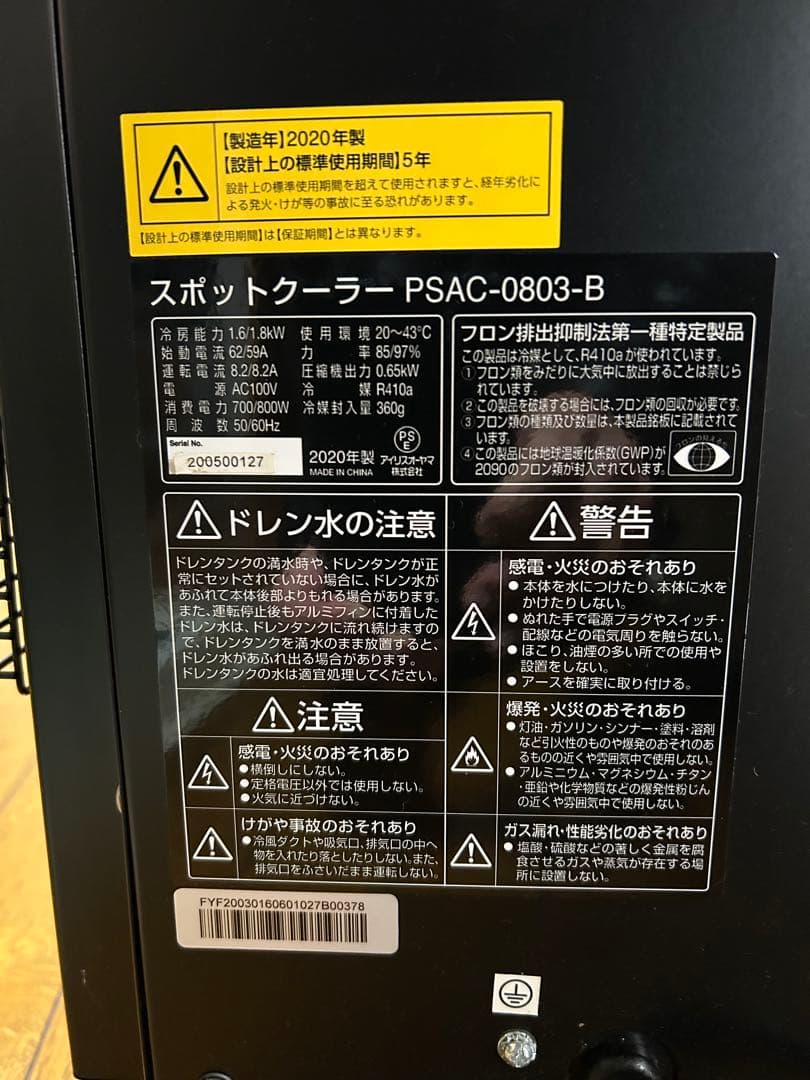 【製造年】2020年製
【設計上の標準使用期間】5年
設計上の標準使用期間を超えて使用されますと、経年劣化に
よる発火・けが等の事故に至る恐れがあります。
【設計上の標準使用期間】は【保証期間】とは異なります。
スポットクーラー PSAC-0803-B
冷房能力 1.6/1.8kW 使用環境 20〜43℃
始動電流 62/59A 力率 85/97%
運転電流 8.2/8.2A 圧縮機出力 0.65kW
電源 AC100V 冷媒 R410a
消費電力 700/800W 冷媒封入量 360g
周波数 50/60Hz
Serial No.
200500127
2020年製
MADE IN CHINA
PS
E
アイリスオーヤマ
株式会社
フロン排出抑制法第一種特定製品
この製品は冷媒として、R410aが使われています。
①フロン類をみだりに大気中に放出することは禁じら
れています。
②この製品を破壊する場合には、フロン類の回収が必要です。
③フロン類の種類及び数量は、本製品銘板に記載されて
います。
④この製品には地球温暖化係数(GWP)が
2090のフロン類が封入されています。
フロンの見える化
ドレン水の注意
ドレンタンクの満水時や、ドレンタンクが正
常にセットされていない場合に、ドレン水が
あふれて本体後部よりもれる場合があります。
また、運転停止後もアルミフィンに付着した
ドレン水は、ドレンタンクに流れ続けますの
で、ドレンタンクを満水のまま放置すると、
ドレン水があふれ出る場合があります。
ドレンタンクの水は適宜処理してください。
注意
感電・火災のおそれあり
●横倒しにしない。
●定格電圧以外では使用しない。
●火気に近づけない。
けがや事故のおそれあり
●冷風ダクトや吸気口、排気口の中へ
物を入れたり落としたりしない。また、
排気口をふさいだまま運転しない。
警告
感電・火災のおそれあり
●本体を水につけたり、本体に水を
かけたりしない。
●ぬれた手で電源プラグやスイッチ・
配線などの電気周りを触らない。
●ほこり、油煙の多い所での使用や
設置をしない。
●アースを確実に取り付ける。
爆発・火災のおそれあり
●灯油・ガソリン・シンナー・塗料・溶剤
など引火性のものや爆発のおそれのあ
るものの近くや雰囲気中で使用しない。
●アルミニウム・マグネシウム・チタン
・亜鉛や化学物質などの爆発性粉じん
の近くや雰囲気中で使用しない。
ガス漏れ・性能劣化のおそれあり
●塩酸・硫酸などの著しく金属を腐
食させるガスや蒸気が存在する場
所に設置しない。
FYF20030160601027B00378